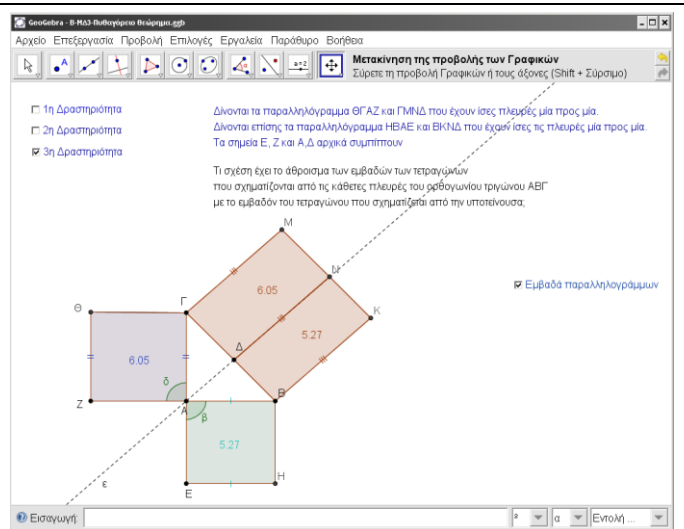 GeoGebra - Β-ΜΔ3-Πυθαγόρειο Θεώρημα.ggb
Αρχείο Επεξεργασία Προβολή Επιλογές Εργαλεία Παράθυρο Βοήθεια
A
a=2
Μετακίνηση της προβολής των Γραφικών
Σύρετε τη προβολή Γραφικών ή τους άξονες (Shift + Σύρσιμο)
1η Δραστηριότητα
2η Δραστηριότητα
3η Δραστηριότητα
Δίνονται τα παραλληλόγραμμα ΘΓΑΖ και ΓΜΝΔ που έχουν ίσες πλευρές μία προς μία.
Δίνονται επίσης τα παραλληλόγραμμα ΗΒΑΕ και ΒΚΝΔ που έχουν ίσες τις πλευρές μία προς μία.
Τα σημεία Ε, Ζ και Α,Δ αρχικά συμπίπτουν
Τι σχέση έχει το άθροισμα των εμβαδών των τετραγώνων
που σχηματίζονται από τις κάθετες πλευρές του ορθογωνίου τριγώνου ΑΒΓ
με το εμβαδόν του τετραγώνου που σχηματίζεται από την υποτείνουσα;
Μ
Ν
Εμβαδά παραλληλογράμμων
6.05
Θ
Γ
Κ
5.27
Δ
6.05
δ
Ζ
Α
Β
β
5.27
ε
Ε
Η
Εισαγωγή:
²
α
Εντολή ...